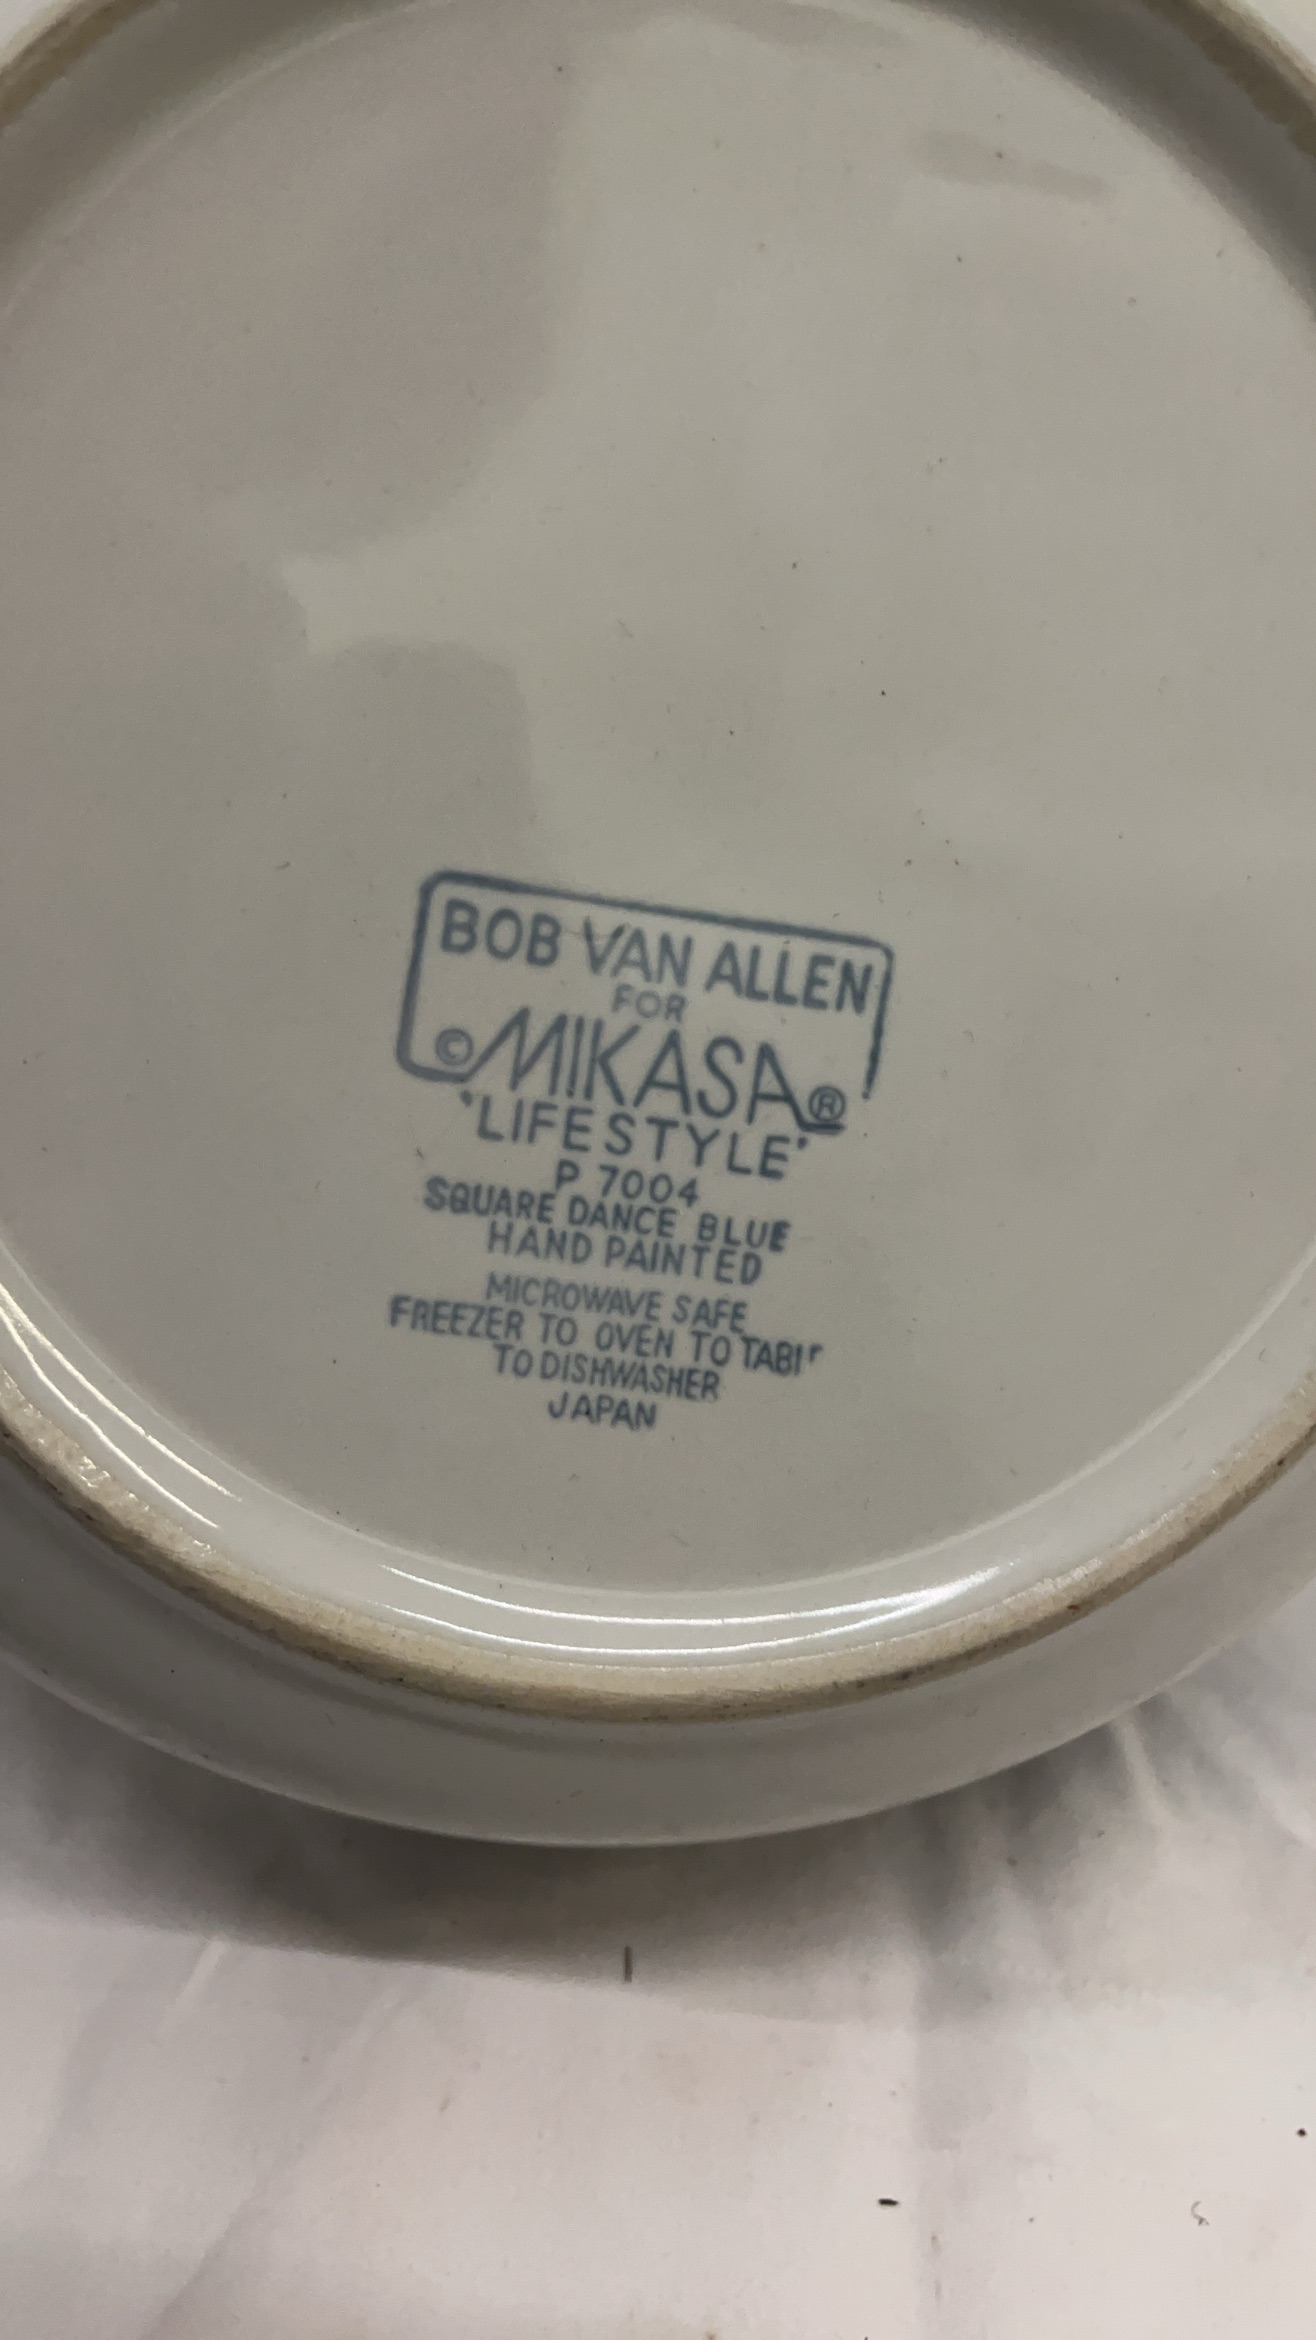 BOB VAN ALLEN
FOR
© MIKASA ®
'LIFESTYLE'
P 7004
SQUARE DANCE BLUE
HAND PAINTED
MICROWAVE SAFE
FREEZER TO OVEN TO
TO DISHWASHER
JAPAN